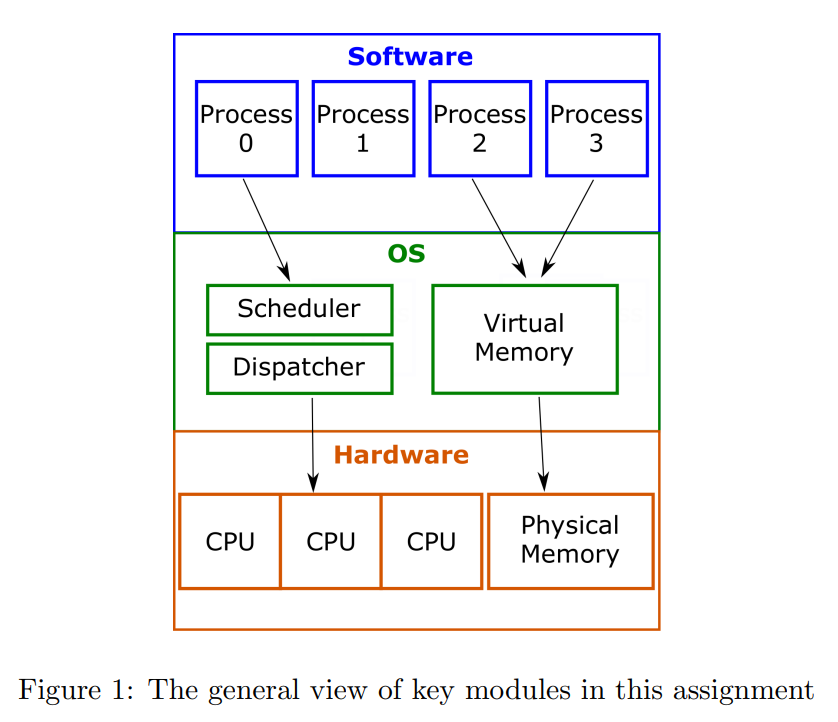 Software
Process
0
Process
1
Process
2
Process
3
OS
Scheduler
Dispatcher
Virtual
Memory
Hardware
CPU
CPU
CPU
Physical
Memory
Figure 1: The general view of key modules in this assignment